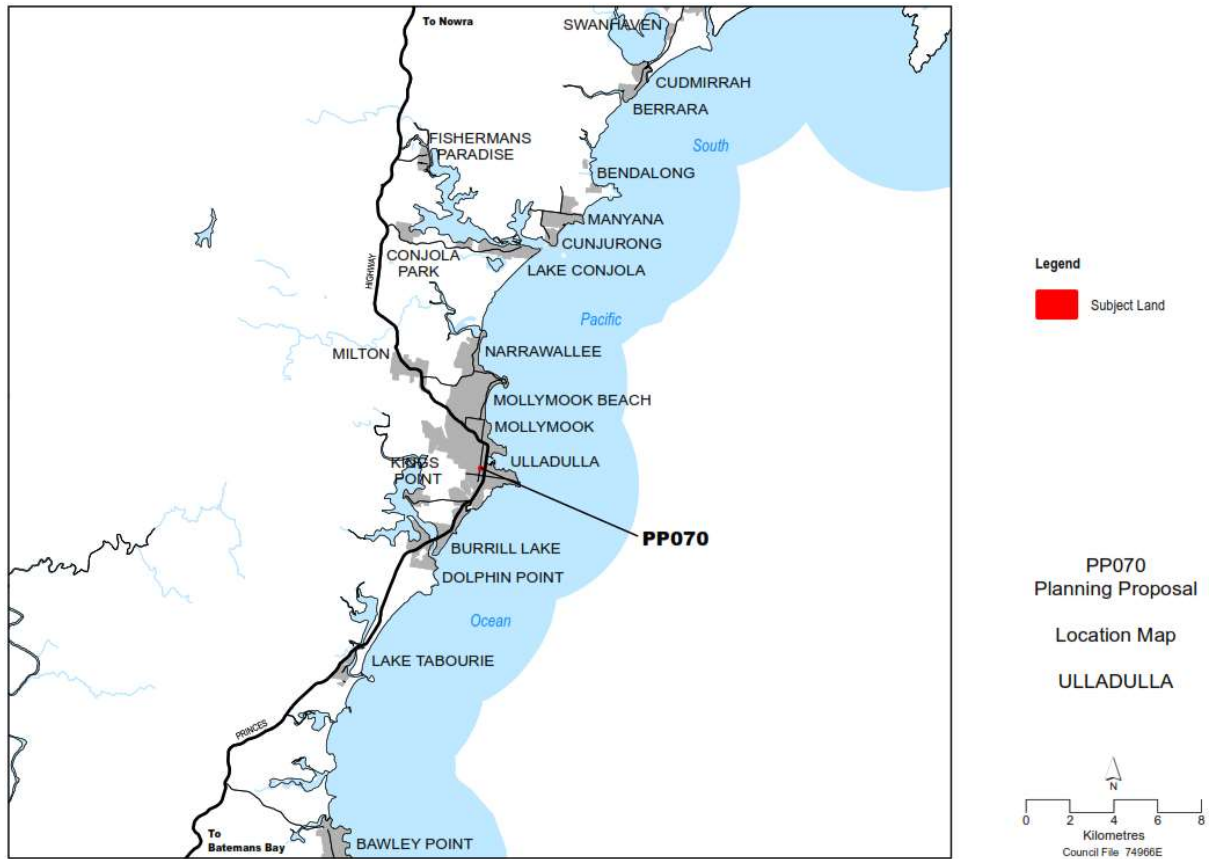 To Nowra
SWANHAVEN
CUDMIRRAH
BERRARA
South
FISHERMANS
PARADISE
BENDALONG
MANYANA
CUNJURONG
CONJOLA
PARK
LAKE CONJOLA
HIGHWAY
Pacific
MILTON
NARRAWALLEE
MOLLYMOOK BEACH
MOLLYMOOK
KINGS
POINT
ULLADULLA
PP070
BURRILL LAKE
DOLPHIN POINT
Ocean
LAKE TABOURIE
PRINCES
To
Batemans Bay
BAWLEY POINT
Legend
Subject Land
PP070
Planning Proposal
Location Map
ULLADULLA
N
0 2 4 6 8
Kilometres
Council File 74966E